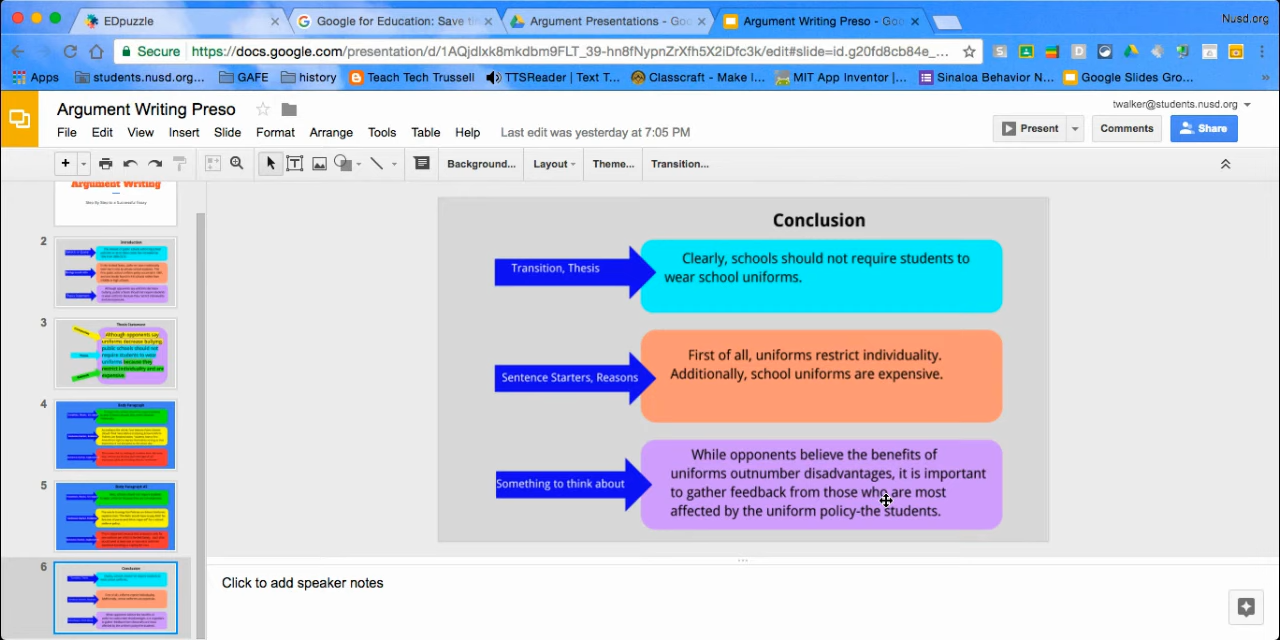 EDpuzzle
Google for Education: Save ti
Argument Presentations - Goo
Argument Writing Preso - Goo
Nusd.org
Secure
https://docs.google.com/presentation/d/1AQjdlxk8mkdbm9FLT_39-hn8fNypnZrXfh5X2iDfc3k/edit#slide=id.g20fd8cb84e_...
Apps
students.nusd.org...
GAFE
history
Teach Tech Trussell
TTSReader | Text T...
Classcraft - Make l...
MIT App Inventor |...
Sinaloa Behavior N...
Google Slides Gro...
Argument Writing Preso
twalker@students.nusd.org
File Edit View Insert Slide Format Arrange Tools Table Help
Last edit was yesterday at 7:05 PM
Present
Comments
Share
Background...
Layout
Theme...
Transition...
Argument Writing
2
3
4
5
6
Conclusion
Transition, Thesis
Clearly, schools should not require students to
wear school uniforms.
Sentence Starters, Reasons
First of all, uniforms restrict individuality.
Additionally, school uniforms are expensive.
Something to think about
While opponents believe the benefits of
uniforms outnumber disadvantages, it is important
to gather feedback from those who are most
affected by the uniform policy-the students.
Click to add speaker notes